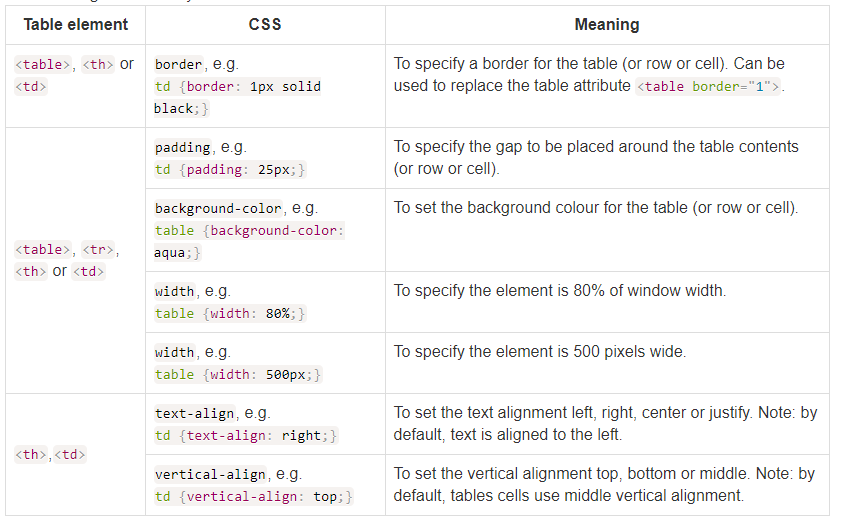 Table element CSS Meaning
<table>, <th> or
<td>
border, e.g.
td {border: 1px solid
black;}
To specify a border for the table (or row or cell). Can be
used to replace the table attribute <table border="1">.
<table>, <tr>,
<th> or <td>
padding, e.g.
td {padding: 25px;}
To specify the gap to be placed around the table contents
(or row or cell).
background-color, e.g.
table {background-color:
aqua;}
To set the background colour for the table (or row or cell).
width, e.g.
table {width: 80%;}
To specify the element is 80% of window width.
width, e.g.
table {width: 500px;}
To specify the element is 500 pixels wide.
<th>,<td>
text-align, e.g.
td {text-align: right;}
To set the text alignment left, right, center or justify. Note: by
default, text is aligned to the left.
vertical-align, e.g.
td {vertical-align: top;}
To set the vertical alignment top, bottom or middle. Note: by
default, tables cells use middle vertical alignment.